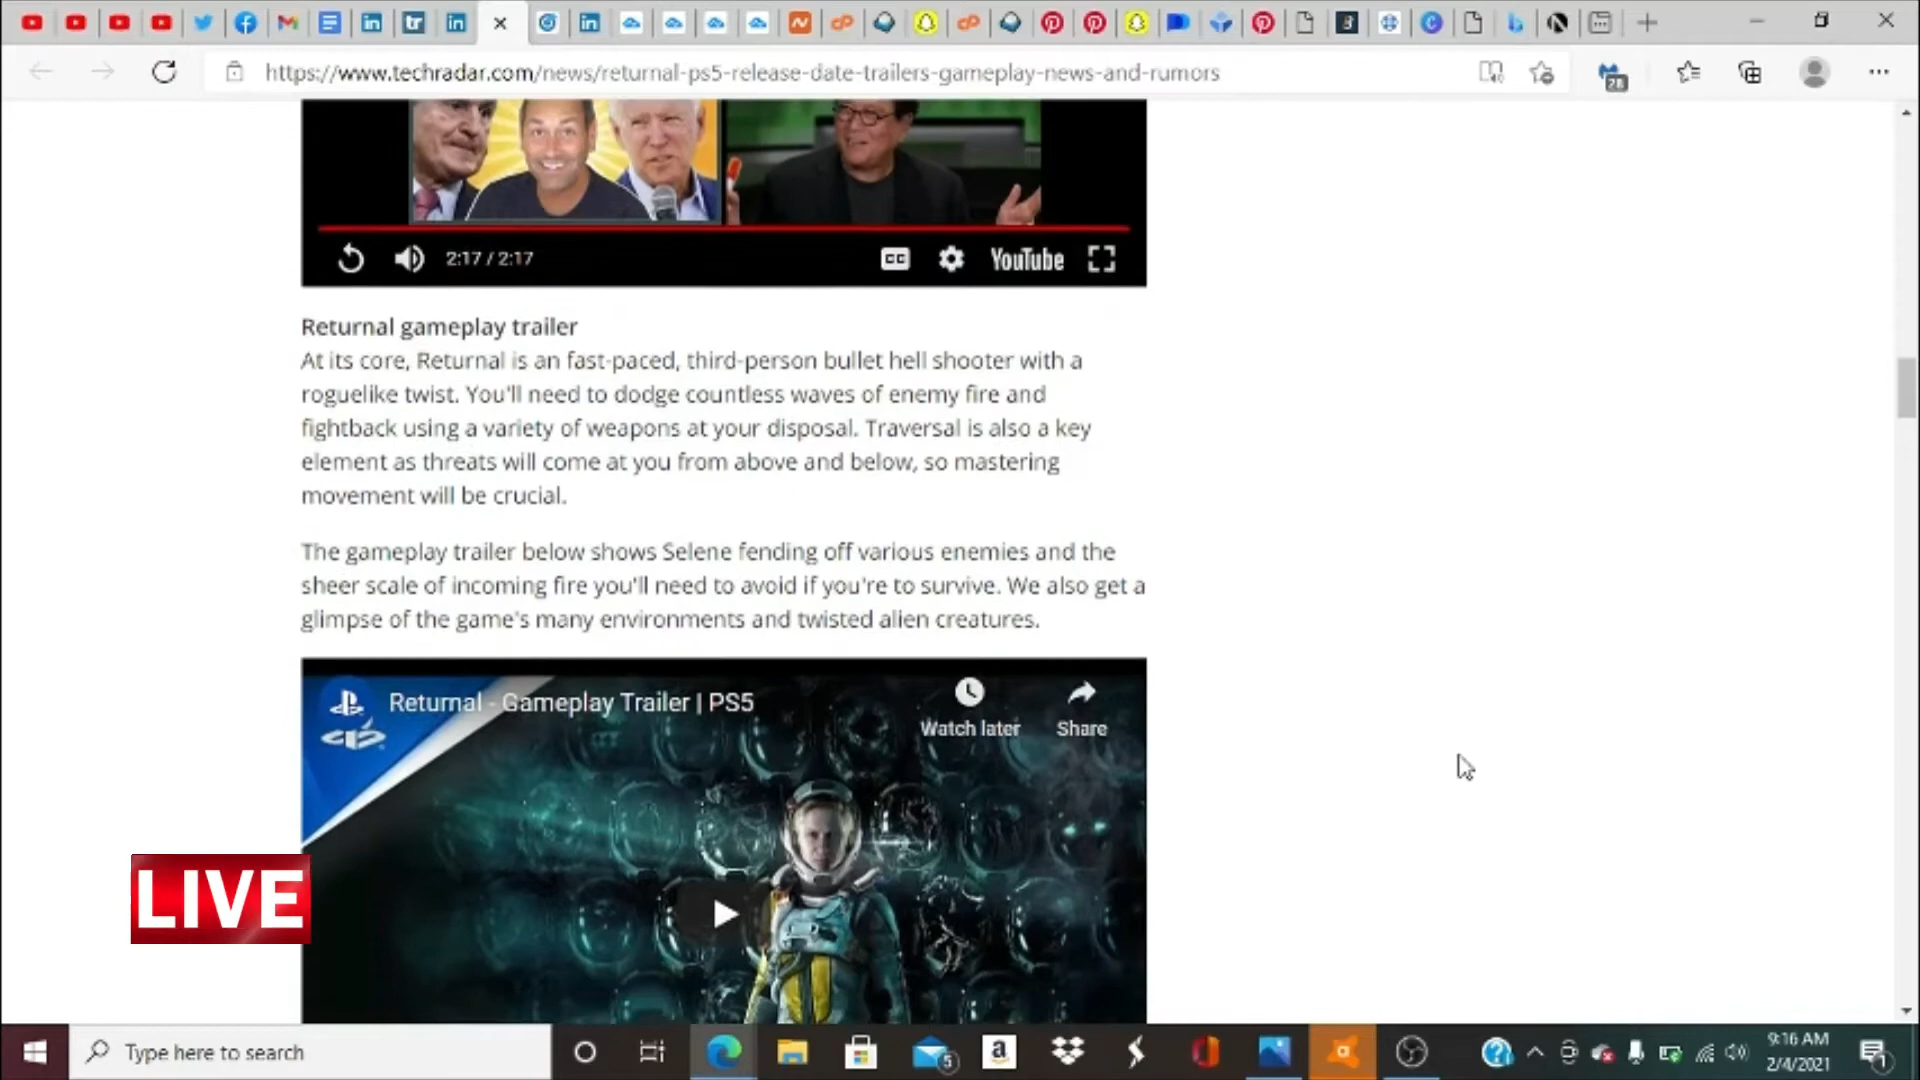 https://www.techradar.com/news/returnal-ps5-release-date-trailers-gameplay-news-and-rumors
28
2:17 / 2:17
CC
YouTube
Returnal gameplay trailer
At its core, Returnal is an fast-paced, third-person bullet hell shooter with a
roguelike twist. You'll need to dodge countless waves of enemy fire and
fightback using a variety of weapons at your disposal. Traversal is also a key
element as threats will come at you from above and below, so mastering
movement will be crucial.
The gameplay trailer below shows Selene fending off various enemies and the
sheer scale of incoming fire you'll need to avoid if you're to survive. We also get a
glimpse of the game's many environments and twisted alien creatures.
Returnal - Gameplay Trailer | PS5
Watch later
Share
LIVE
Type here to search
5
9:16 AM
2/4/2021
1